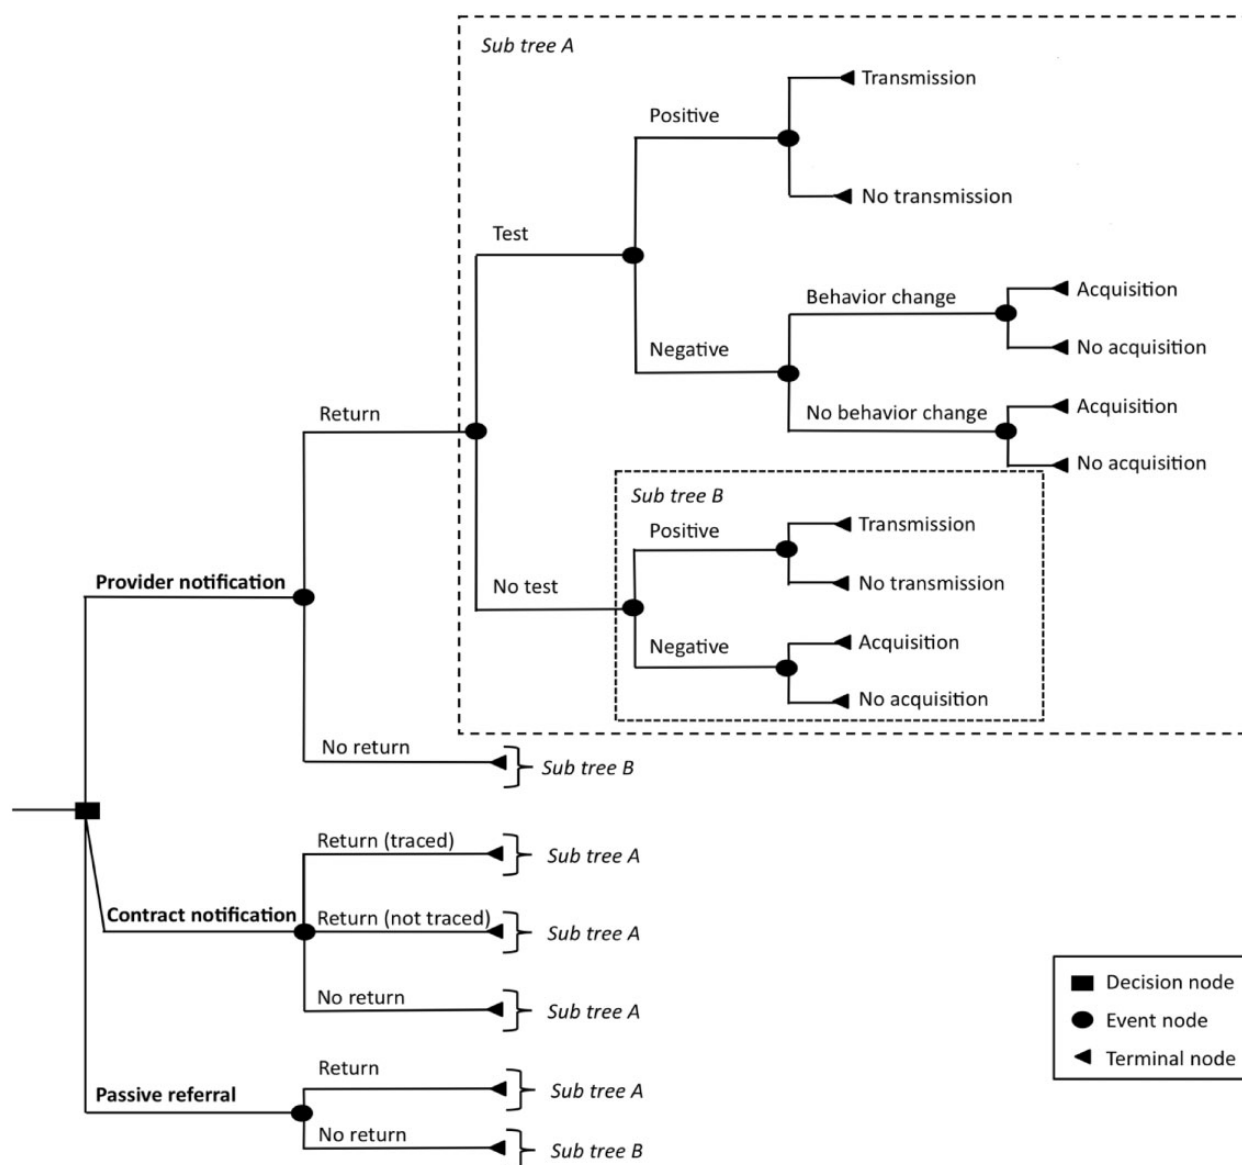 Sub tree A
Transmission
Positive
No transmission
Test
Behavior change
Acquisition
No acquisition
Negative
No behavior change
Acquisition
No acquisition
Return
Sub tree B
Positive
Transmission
No transmission
No test
Negative
Acquisition
No acquisition
Provider notification
No return
Sub tree B
Return (traced)
Sub tree A
Contract notification
Return (not traced)
Sub tree A
No return
Sub tree A
Passive referral
Return
Sub tree A
No return
Sub tree B
Decision node
Event node
Terminal node